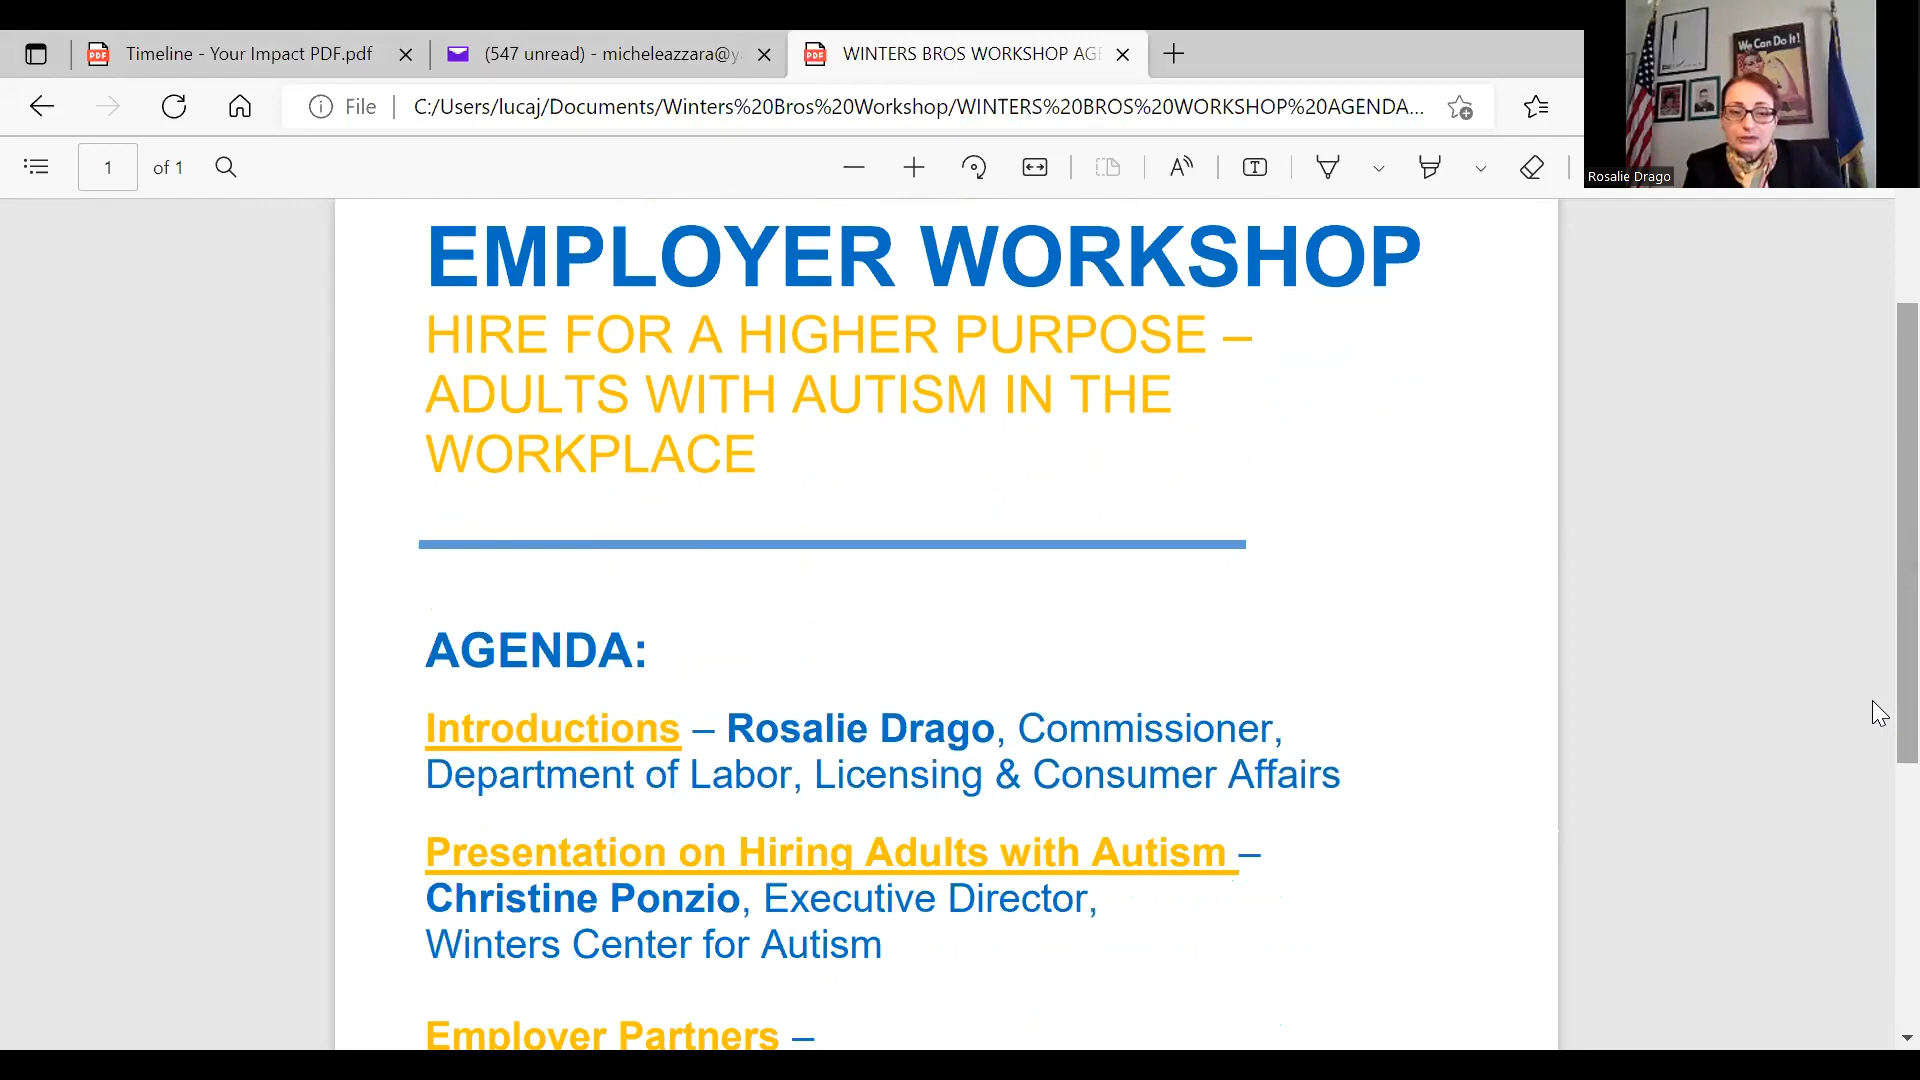 Timeline - Your Impact PDF.pdf
(547 unread) - micheleazzara@y
WINTERS BROS WORKSHOP AGE
File
C:/Users/lucaj/Documents/Winters%20Bros%20Workshop/WINTERS%20BROS%20WORKSHOP%20AGENDA...
1 of 1
We Can Do It!
Rosalie Drago
EMPLOYER WORKSHOP
HIRE FOR A HIGHER PURPOSE –
ADULTS WITH AUTISM IN THE
WORKPLACE
AGENDA:
Introductions – Rosalie Drago, Commissioner,
Department of Labor, Licensing & Consumer Affairs
Presentation on Hiring Adults with Autism –
Christine Ponzio, Executive Director,
Winters Center for Autism
Employer Partners –